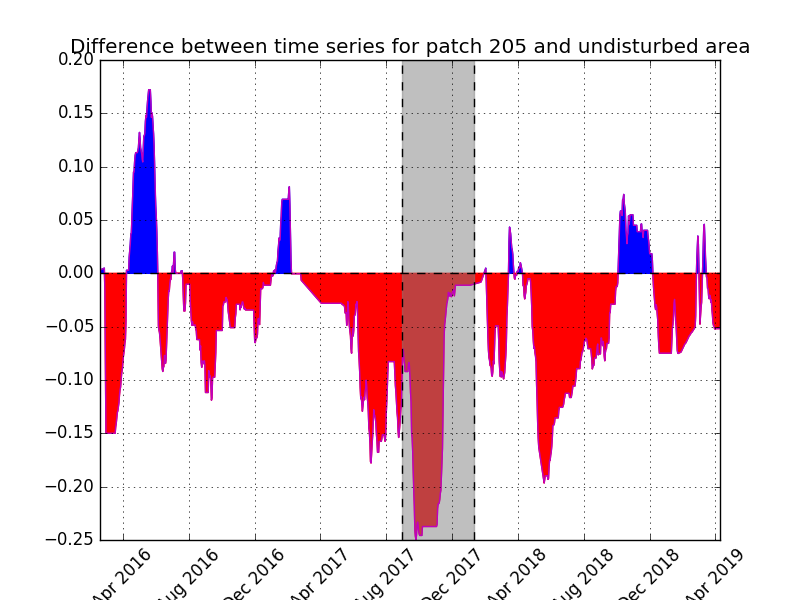 Difference between time series for patch 205 and undisturbed area
0.20
0.15
0.10
0.05
0.00
−0.05
−0.10
−0.15
−0.20
−0.25
Apr 2016
Aug 2016
Dec 2016
Apr 2017
Aug 2017
Dec 2017
Apr 2018
Aug 2018
Dec 2018
Apr 2019